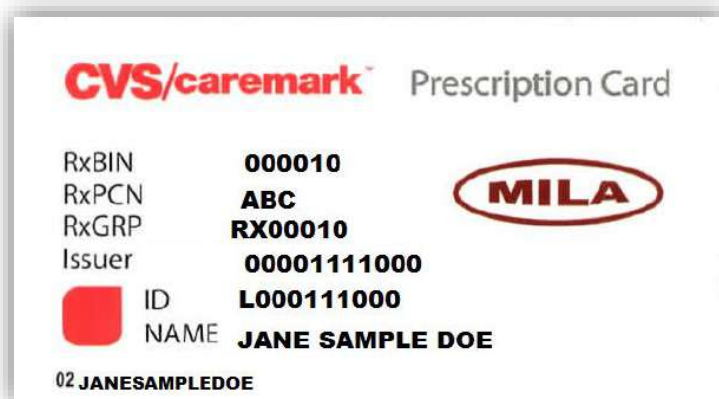 CVS/caremark™ Prescription Card
RxBIN 000010
RxPCN ABC
MILA
RxGRP RX00010
Issuer 00001111000
ID L000111000
NAME JANE SAMPLE DOE
02 JANESAMPLEDOE